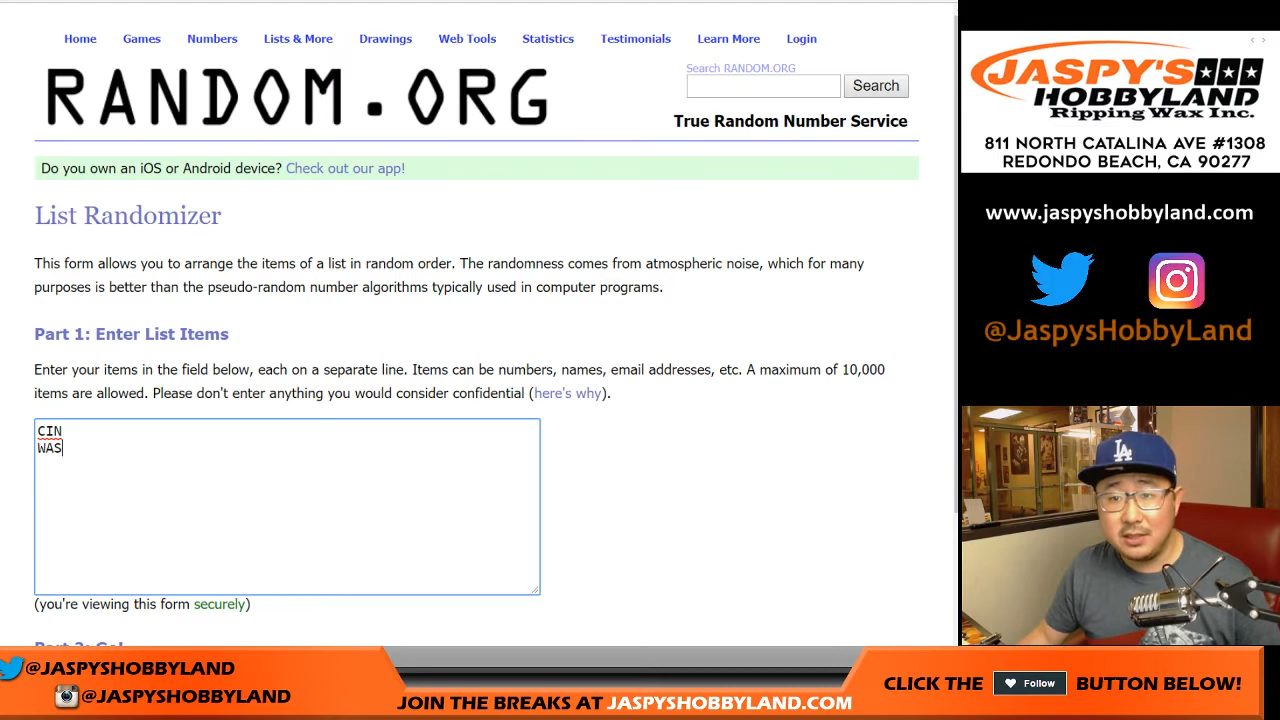 Home Games Numbers Lists & More Drawings Web Tools Statistics Testimonials Learn More Login
RANDOM.ORG
Search RANDOM.ORG
Search
True Random Number Service
Do you own an iOS or Android device? Check out our app!
List Randomizer
This form allows you to arrange the items of a list in random order. The randomness comes from atmospheric noise, which for many
purposes is better than the pseudo-random number algorithms typically used in computer programs.
Part 1: Enter List Items
Enter your items in the field below, each on a separate line. Items can be numbers, names, email addresses, etc. A maximum of 10,000
items are allowed. Please don't enter anything you would consider confidential (here's why).
CIN
WAS
(you're viewing this form securely)
JASPY'S
HOBBYLAND
Ripping Wax Inc.
811 NORTH CATALINA AVE #1308
REDONDO BEACH, CA 90277
www.jaspyshobbyland.com
@JaspysHobbyLand
LA
@JASPYSHOBBYLAND
@JASPYSHOBBYLAND
JOIN THE BREAKS AT JASPYSHOBBYLAND.COM
CLICK THE Follow BUTTON BELOW!